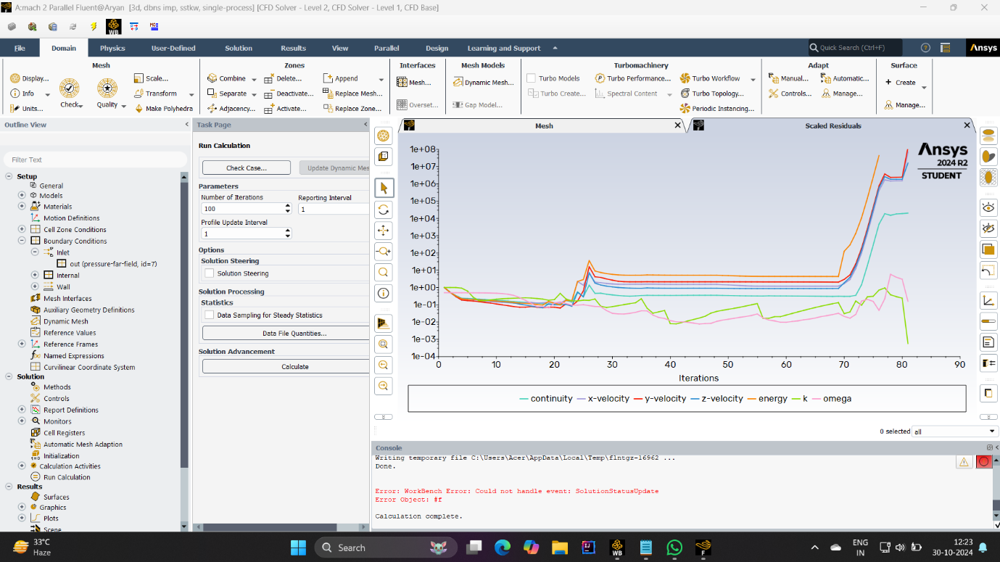 A:mach 2 Parallel Fluent@Aryan [3d, dbns imp, sstkw, single-process] [CFD Solver - Level 2, CFD Solver - Level 1, CFD Base]
WB
File Domain Physics User-Defined Solution Results View Parallel Design Learning and Support Quick Search (Ctrl+F) Ansys
Mesh Zones Interfaces Mesh Models Turbomachinery Adapt Surface
Display... Scale... Combine Delete... Append Mesh... Dynamic Mesh... Turbo Models Turbo Performance... Turbo Workflow Manual... Automatic... Create
Info Transform Separate Deactivate... Replace Mesh... Turbo Create... Spectral Content Turbo Topology... Controls... Manage...
Check Quality
Units... Make Polyhedra Adjacency... Activate... Replace Zone... Overset... Gap Model... Periodic Instancing... Manage...
Outline View
Filter Text
Setup
General
Models
Materials
Motion Definitions
Cell Zone Conditions
Boundary Conditions
Inlet
out (pressure-far-field, id=7)
Internal
Wall
Mesh Interfaces
Auxiliary Geometry Definitions
Dynamic Mesh
Reference Values
Reference Frames
Named Expressions
Curvilinear Coordinate System
Solution
Methods
Controls
Report Definitions
Monitors
Cell Registers
Automatic Mesh Adaption
Initialization
Calculation Activities
Run Calculation
Results
Surfaces
Graphics
Plots
Scene
Task Page
Run Calculation
Check Case... Update Dynamic Mes
Parameters
Number of Iterations Reporting Interval
100 1
Profile Update Interval
1
Options
Solution Steering
Solution Steering
Solution Processing
Statistics
Data Sampling for Steady Statistics
Data File Quantities...
Solution Advancement
Calculate
Mesh Scaled Residuals
Ansys
2024 R2
STUDENT
1e+08
1e+07
1e+06
1e+05
1e+04
1e+03
1e+02
1e+01
1e+00
1e-01
1e-02
1e-03
1e-04
0 10 20 30 40 50 60 70 80 90
Iterations
continuity x-velocity y-velocity z-velocity energy k omega
0 selected all
Console
Writing temporary file C:\Users\Acer\AppData\Local\Temp\flntgz-16962 ...
Done.
Error: WorkBench Error: Could not handle event: SolutionStatusUpdate
Error Object: #f
Calculation complete.
33°C
Haze
Search
WB
ENG
IN
12:23
30-10-2024